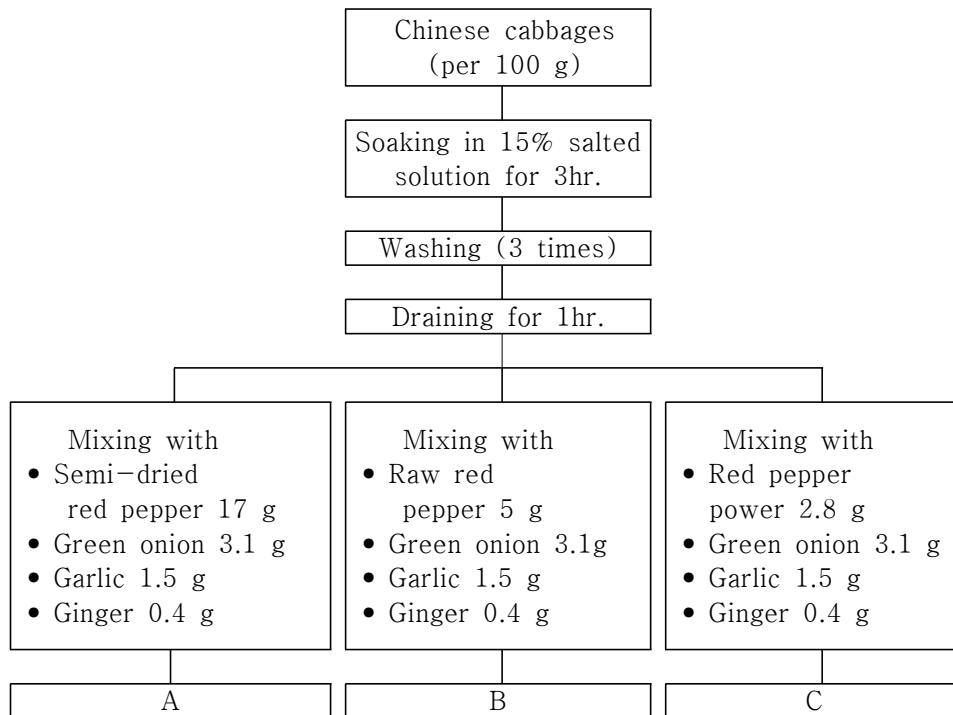 Chinese cabbages
(per 100 g)
Soaking in 15% salted
solution for 3hr.
Washing (3 times)
Draining for 1hr.
Mixing with
• Semi-dried
red pepper 17 g
• Green onion 3.1 g
• Garlic 1.5 g
• Ginger 0.4 g
Mixing with
• Raw red
pepper 5 g
• Green onion 3.1g
• Garlic 1.5 g
• Ginger 0.4 g
Mixing with
• Red pepper
power 2.8 g
• Green onion 3.1 g
• Garlic 1.5 g
• Ginger 0.4 g
A
B
C